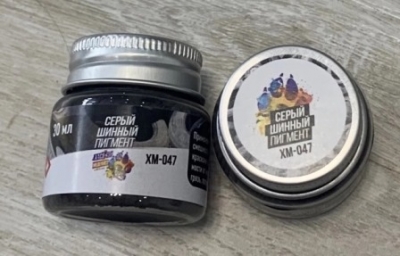 30 мл
СЕРЫЙ
ШИННЫЙ
ПИГМЕНТ
ХМ-047
СЕРЫЙ
ШИННЫЙ
ПИГМЕНТ
ХМ-047